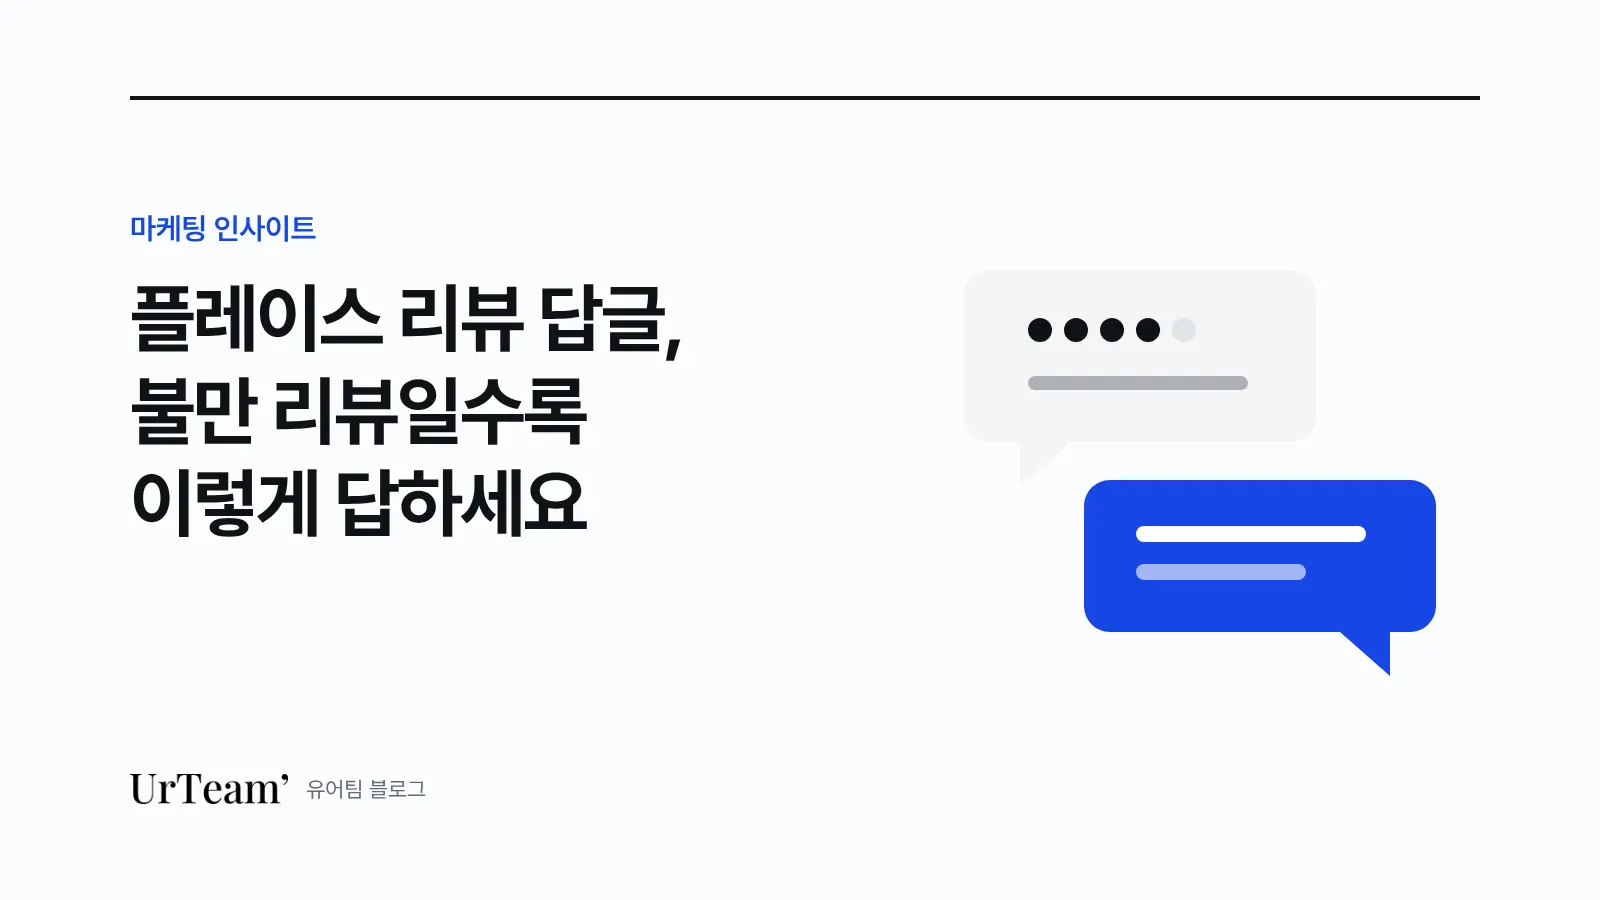 마케팅 인사이트
플레이스 리뷰 답글,
불만 리뷰일수록
이렇게 답하세요
UrTeam’ 유어팀 블로그